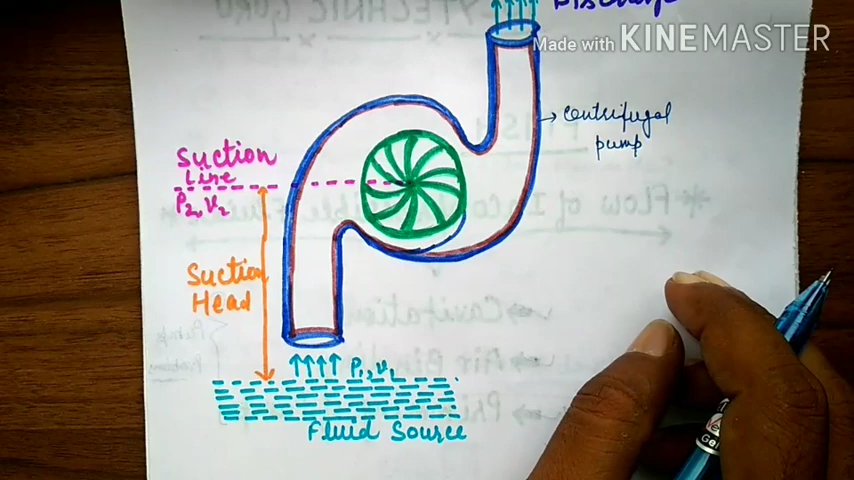 Discharge
Made with KINEMASTER
centrifugal
pump
Suction
Line
P2, V2
Suction
Head
P1, V1
Fluid Source